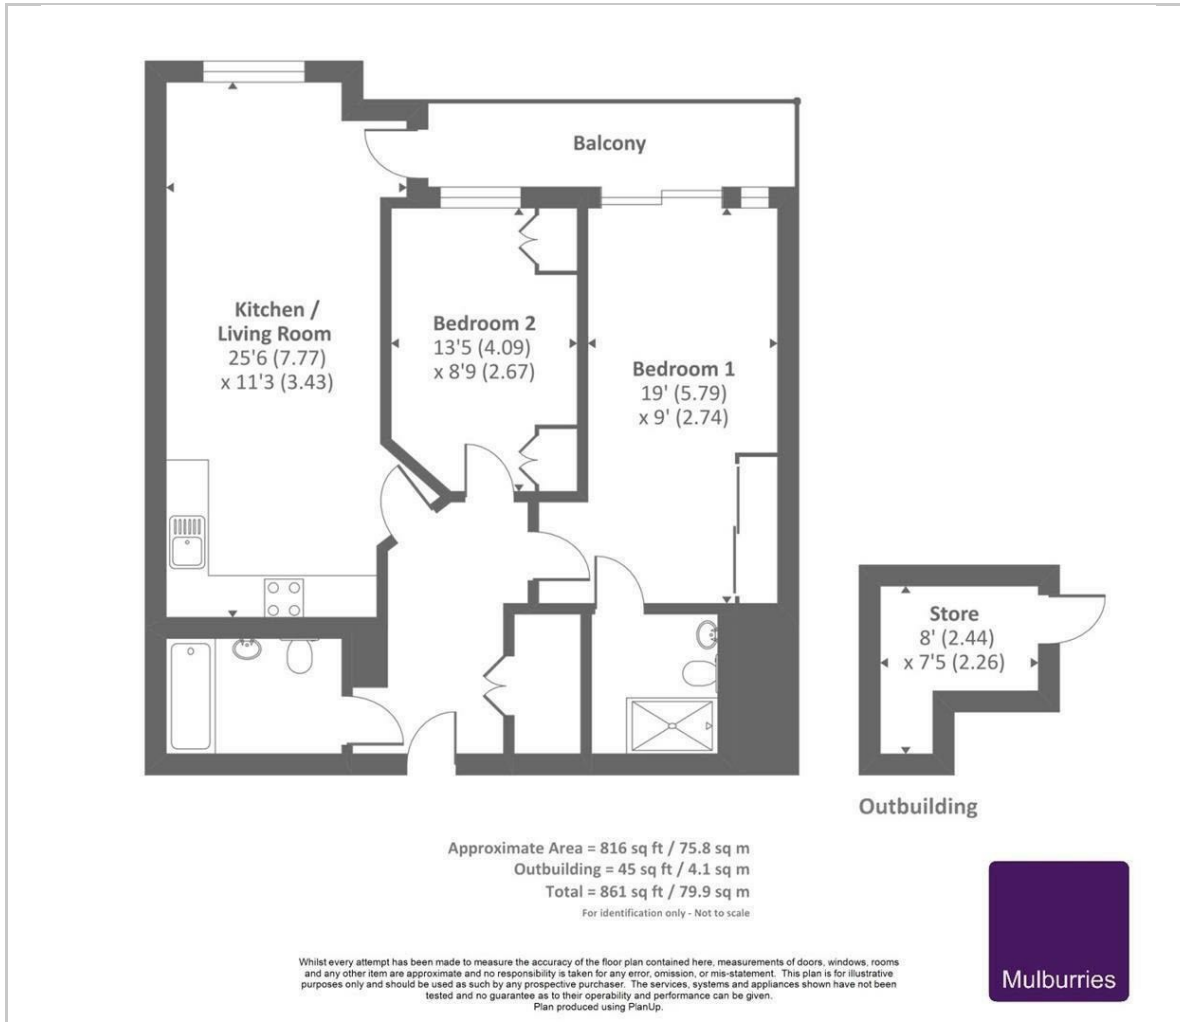 Balcony
Kitchen /
Living Room
25'6 (7.77)
x 11'3 (3.43)
Bedroom 2
13'5 (4.09)
x 8'9 (2.67)
Bedroom 1
19' (5.79)
x 9' (2.74)
Store
8' (2.44)
x 7'5 (2.26)
Outbuilding
Approximate Area = 816 sq ft / 75.8 sq m
Outbuilding = 45 sq ft / 4.1 sq m
Total = 861 sq ft / 79.9 sq m
For identification only - Not to scale
Whilst every attempt has been made to measure the accuracy of the floor plan contained here, measurements of doors, windows, rooms
and any other item are approximate and no responsibility is taken for any error, omission, or mis-statement. This plan is for illustrative
purposes only and should be used as such by any prospective purchaser. The services, systems and appliances shown have not been
tested and no guarantee as to their operability and performance can be given.
Plan produced using PlanUp.
Mulburries